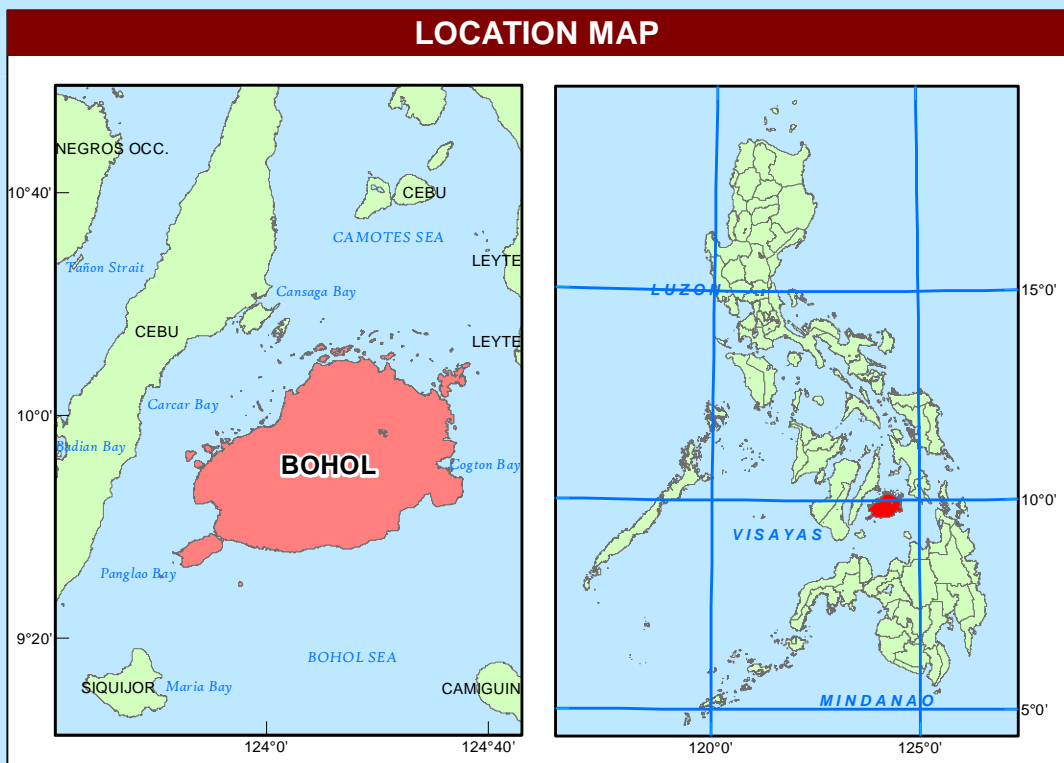 LOCATION MAP
NEGROS OCC.
10°40'
CEBU
CAMOTES SEA
Tañon Strait
LEYTE
Cansaga Bay
CEBU
LEYTE
Carcar Bay
10°0'
Badian Bay
BOHOL
Cogton Bay
Panglao Bay
9°20'
BOHOL SEA
SIQUIJOR
Maria Bay
CAMIGUIN
124°0'
124°40'
LUZON
15°0'
10°0'
VISAYAS
MINDANAO
5°0'
120°0'
125°0'